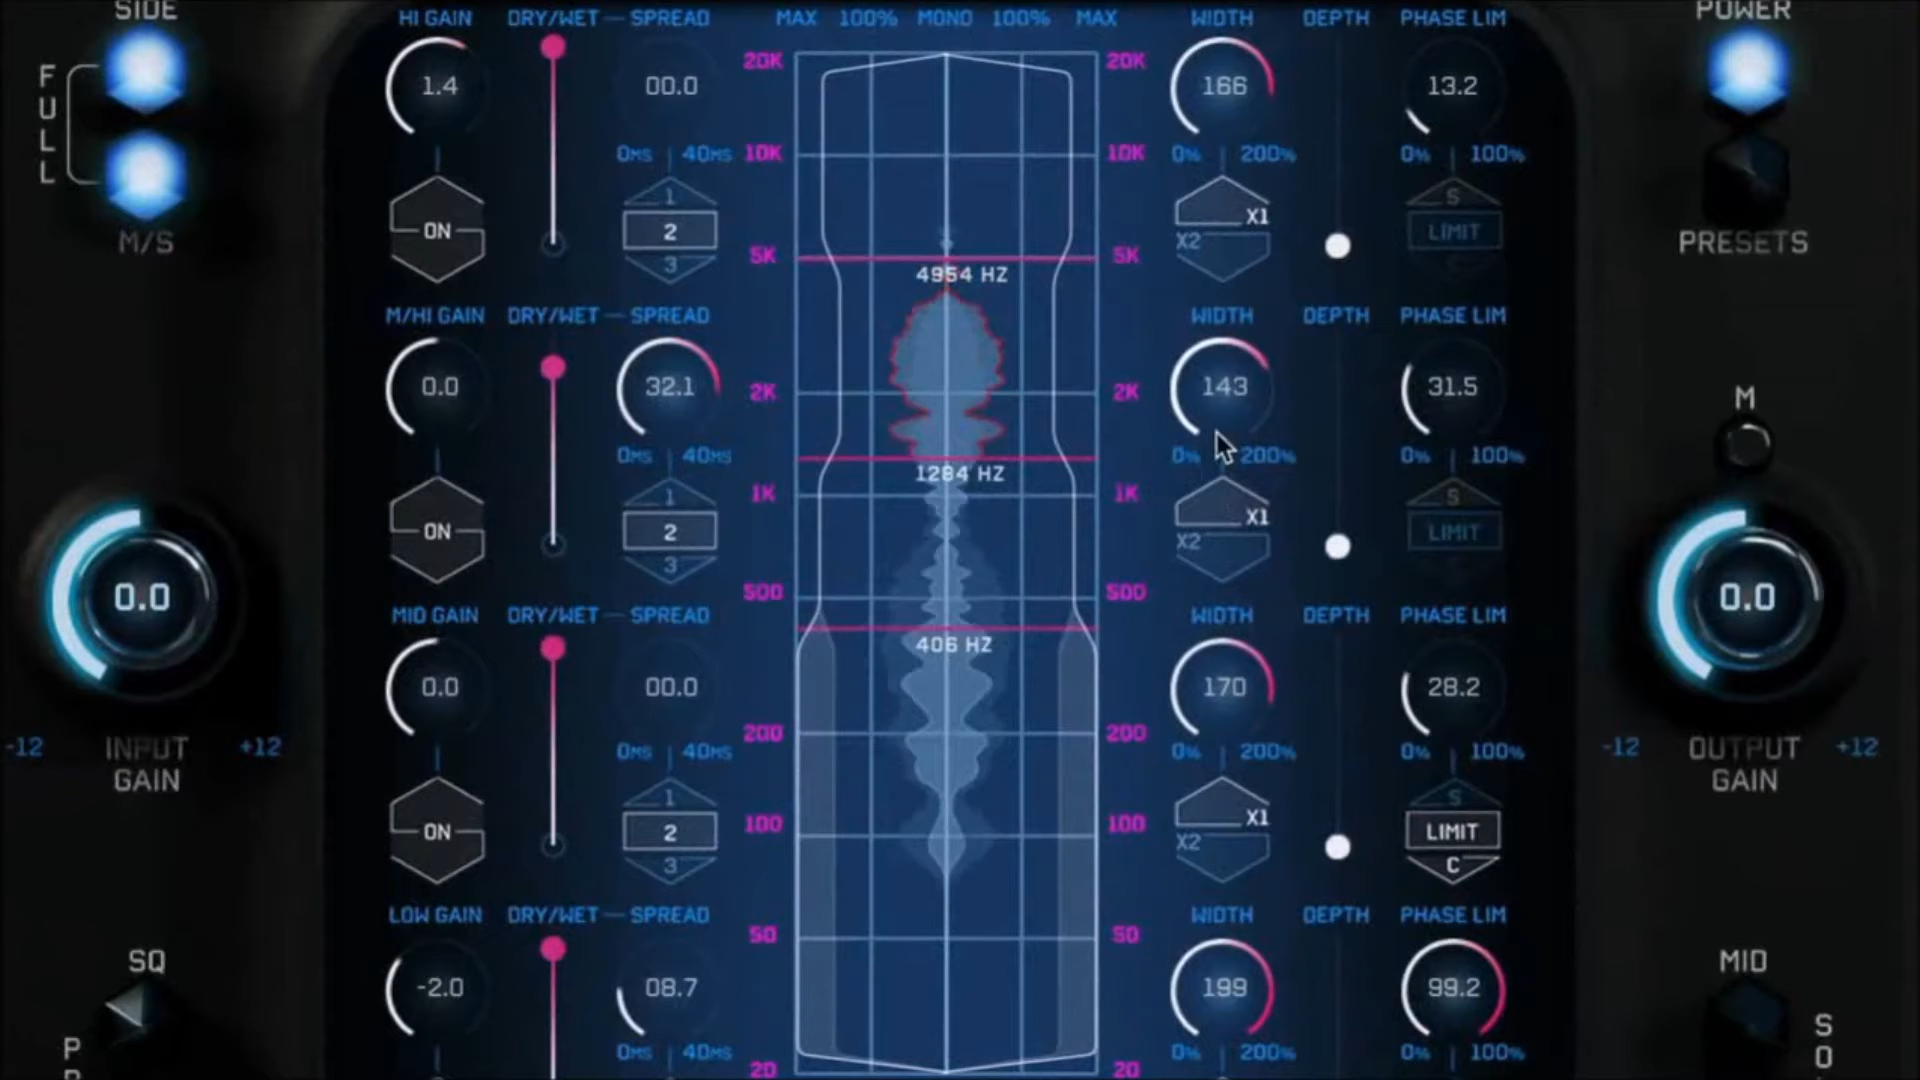 SIDE
HI GAIN DRY/WET SPREAD MAX 100% MONO 100% MAX WIDTH DEPTH PHASE LIM
POWER
FULL
1.4 00.0 20K 20K 166 13.2
0MS 40MS 10K 10K 0% 200% 0% 100%
ON 1 2 3 X1 X2 S LIMIT
M/S PRESETS
5K 5K
4954 HZ
M/HI GAIN DRY/WET SPREAD WIDTH DEPTH PHASE LIM
0.0 32.1 2K 2K 143 31.5
M
0MS 40MS 0% 200% 0% 100%
1284 HZ
1K 1K
ON 1 2 3 X1 X2 S LIMIT
500 500
0.0 0.0
MID GAIN DRY/WET SPREAD WIDTH DEPTH PHASE LIM
406 HZ
0.0 00.0 170 28.2
200 200
-12 INPUT GAIN +12 0MS 40MS 0% 200% 0% 100% -12 OUTPUT GAIN +12
100 100
ON 1 2 3 X1 X2 S LIMIT C
LOW GAIN DRY/WET SPREAD WIDTH DEPTH PHASE LIM
50 50
SQ MID
-2.0 08.7 199 99.2
0MS 40MS 0% 200% 0% 100%
20 20
P
S
O